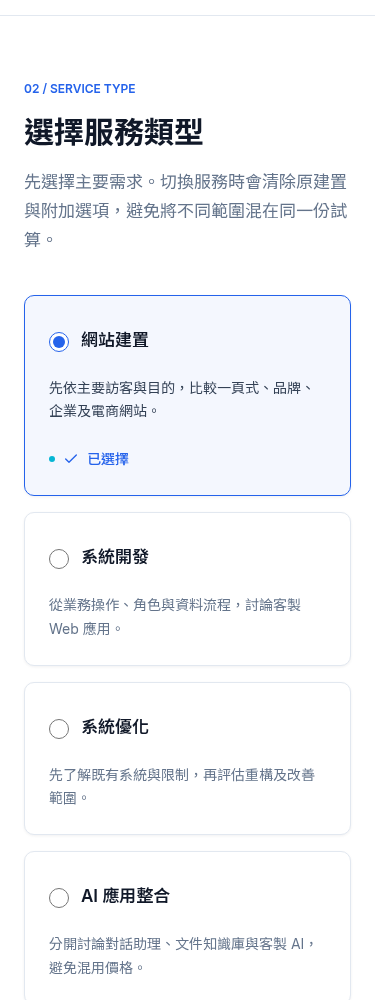 02 / SERVICE TYPE
選擇服務類型
先選擇主要需求。切換服務時會清除原建置
與附加選項，避免將不同範圍混在同一份試
算。
網站建置
先依主要訪客與目的，比較一頁式、品牌、
企業及電商網站。
已選擇
系統開發
從業務操作、角色與資料流程，討論客製
Web 應用。
系統優化
先了解既有系統與限制，再評估重構及改善
範圍。
AI 應用整合
分開討論對話助理、文件知識庫與客製 AI，
避免混用價格。